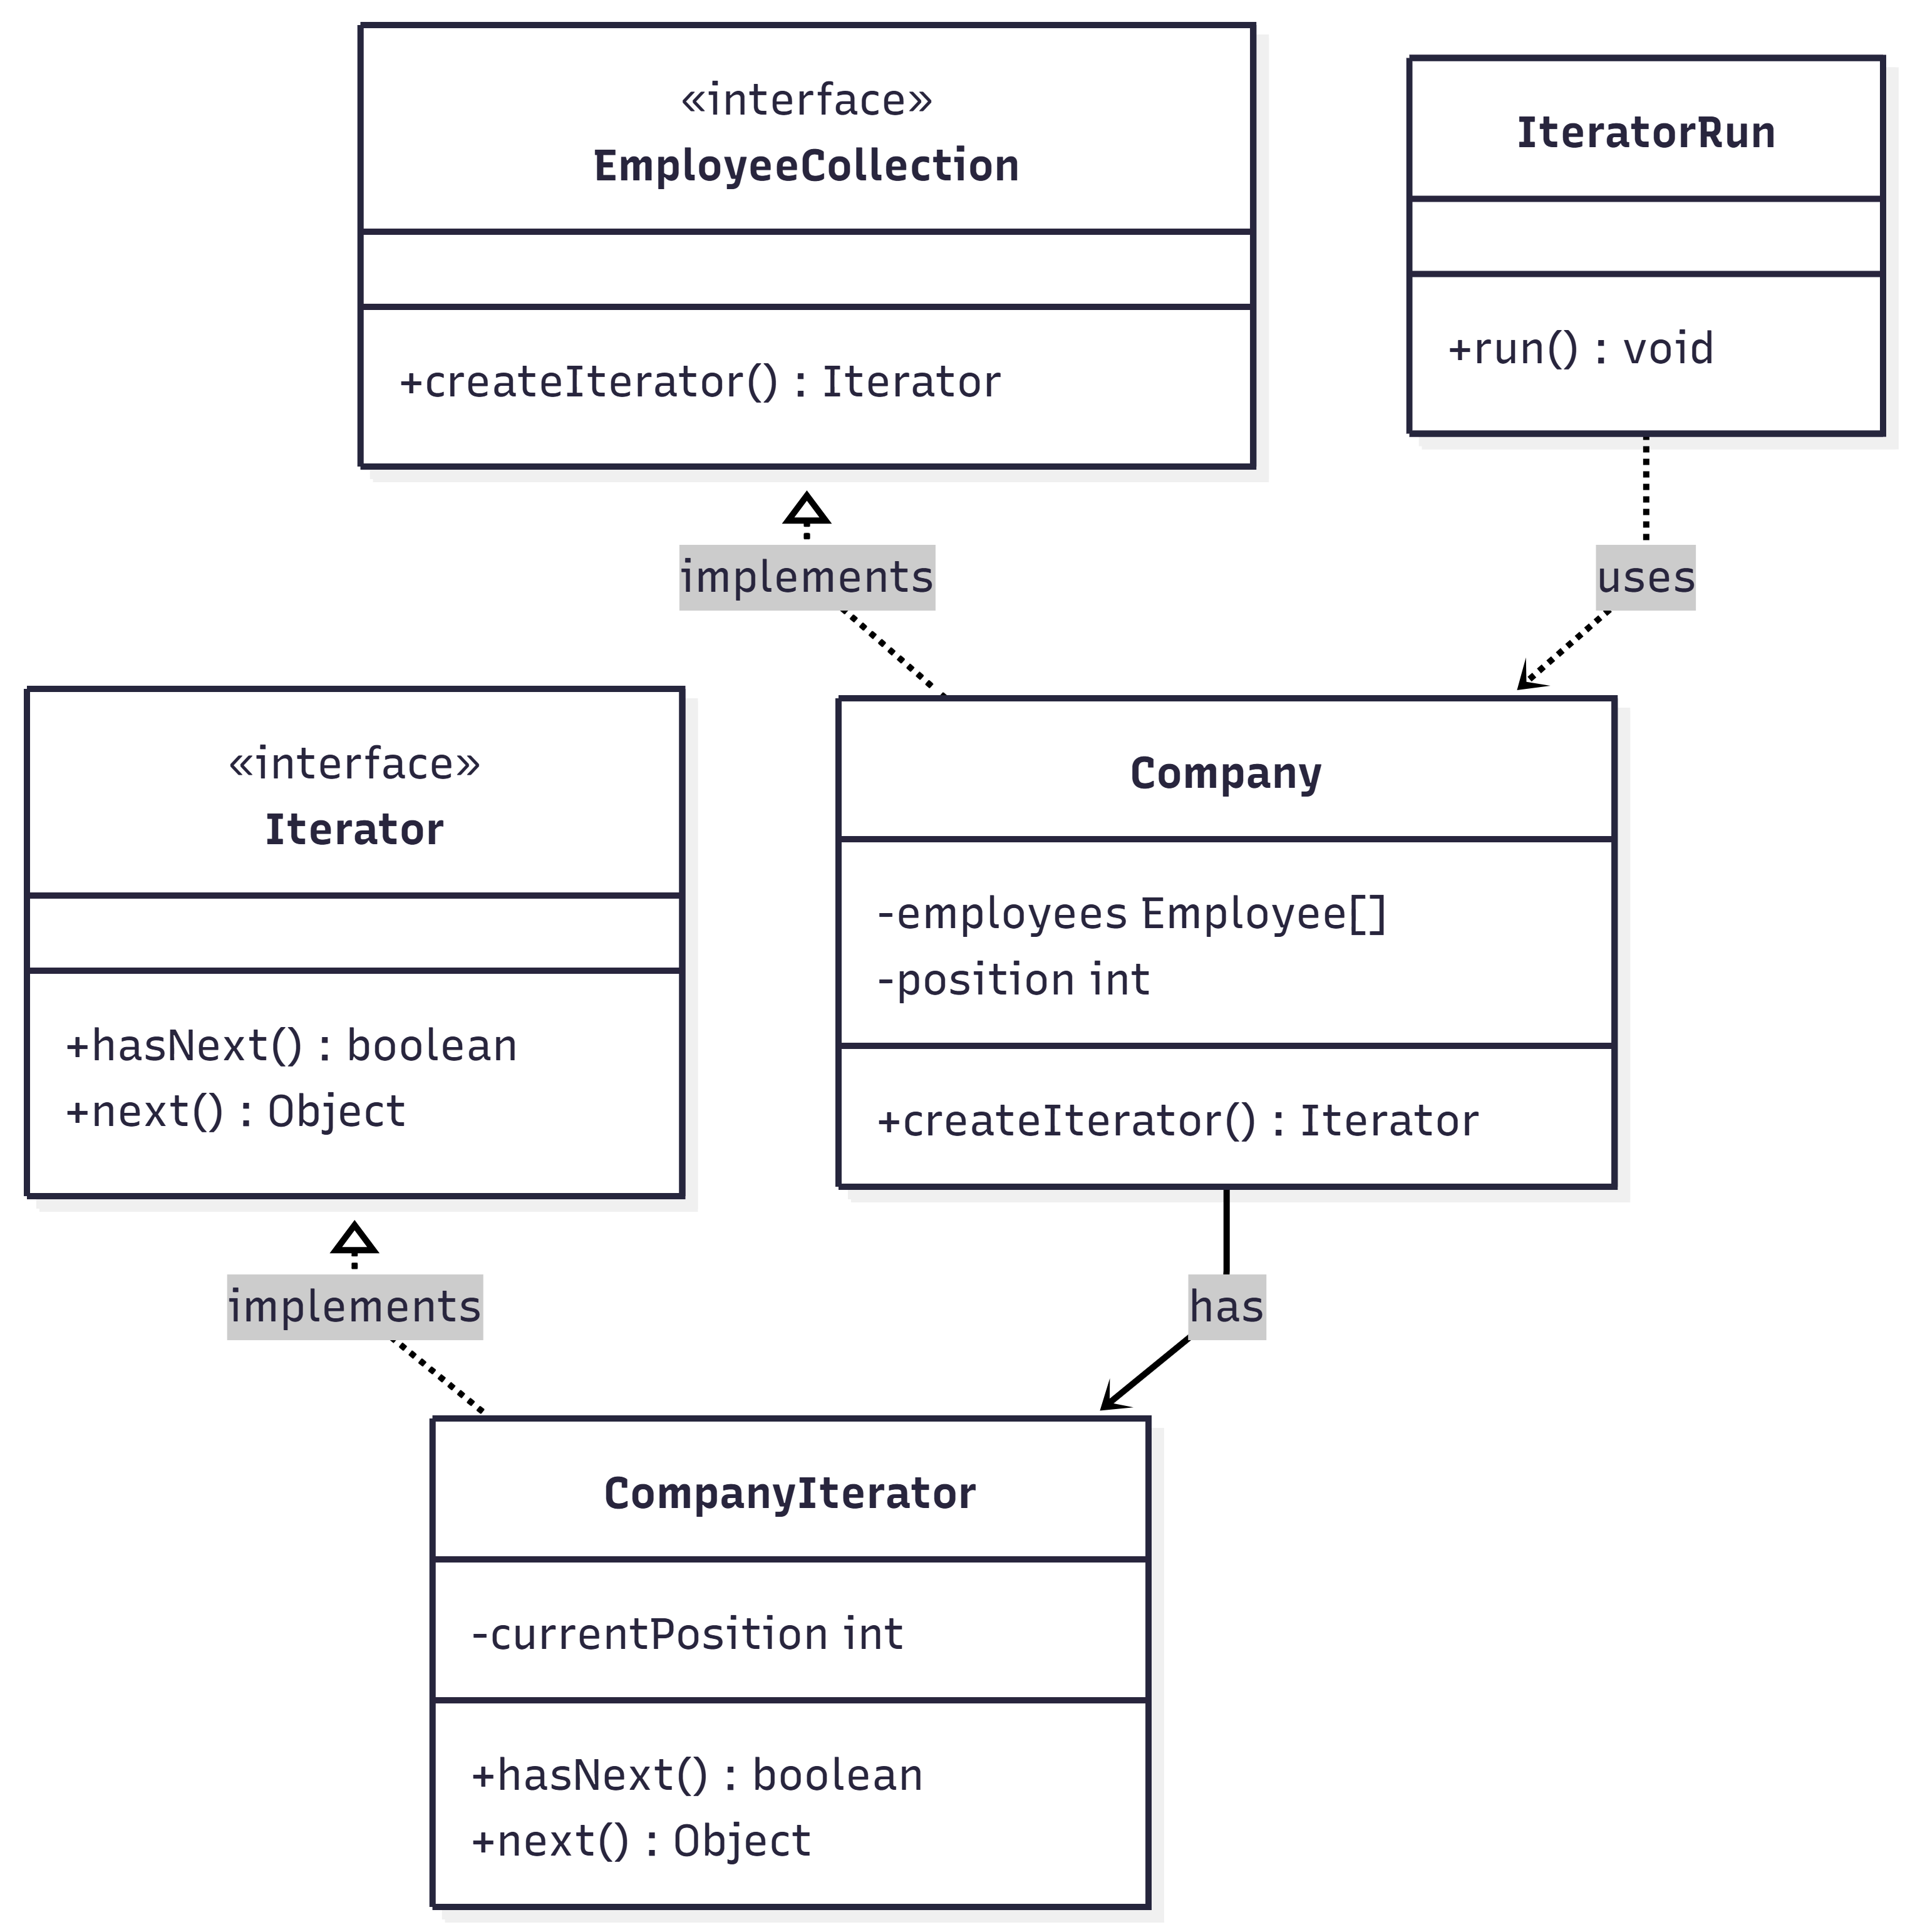 «interface»
EmployeeCollection
+createIterator() : Iterator
IteratorRun
+run() : void
implements
uses
«interface»
Iterator
+hasNext() : boolean
+next() : Object
Company
-employees Employee[]
-position int
+createIterator() : Iterator
implements
has
CompanyIterator
-currentPosition int
+hasNext() : boolean
+next() : Object